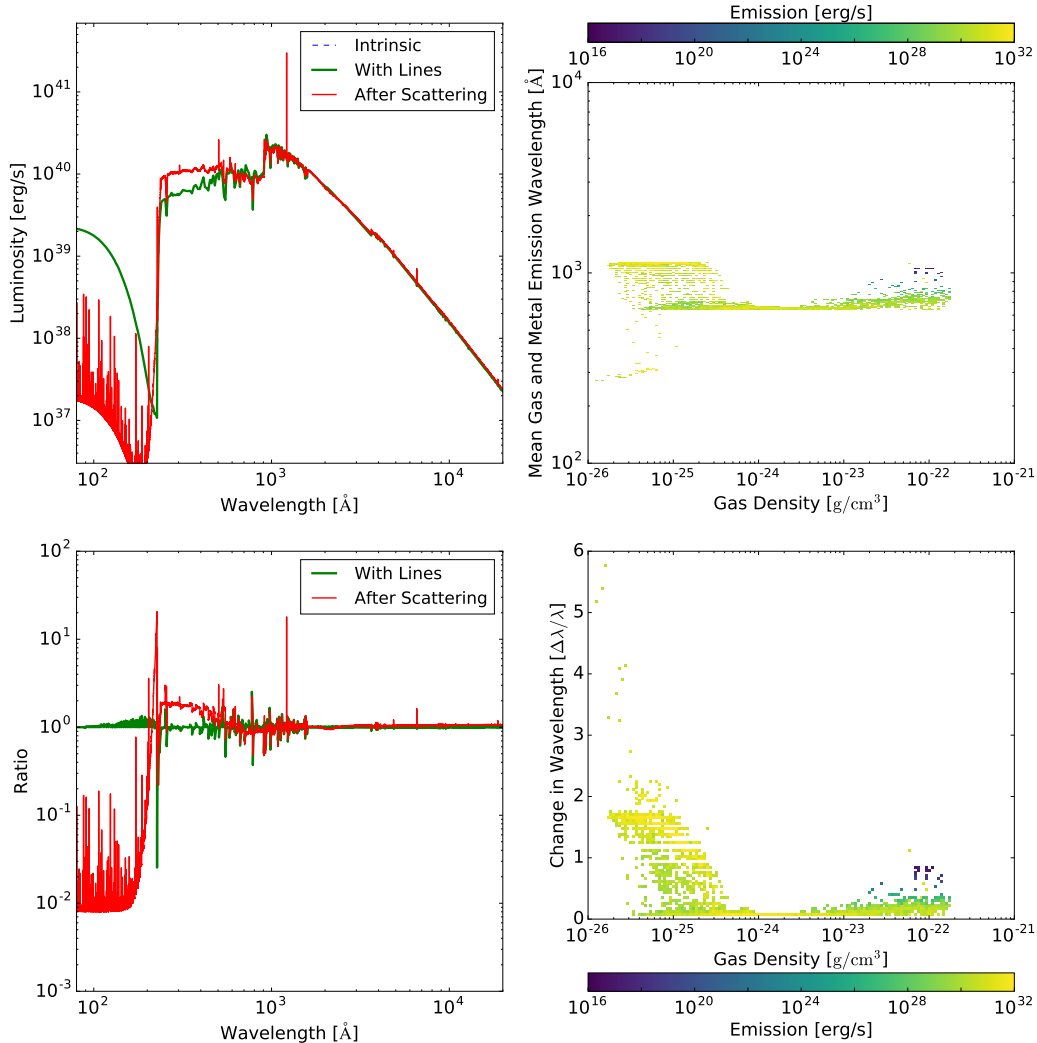 Intrinsic
With Lines
After Scattering
10^41
10^40
10^39
10^38
10^37
Luminosity [erg/s]
10^2 10^3 10^4
Wavelength [Å]
Emission [erg/s]
10^16 10^20 10^24 10^28 10^32
10^4
10^3
10^2
Mean Gas and Metal Emission Wavelength [Å]
10^-26 10^-25 10^-24 10^-23 10^-22 10^-21
Gas Density [g/cm^3]
With Lines
After Scattering
10^2
10^1
10^0
10^-1
10^-2
10^-3
Ratio
10^2 10^3 10^4
Wavelength [Å]
6
5
4
3
2
1
0
Change in Wavelength [Δλ/λ]
10^-26 10^-25 10^-24 10^-23 10^-22 10^-21
Gas Density [g/cm^3]
10^16 10^20 10^24 10^28 10^32
Emission [erg/s]